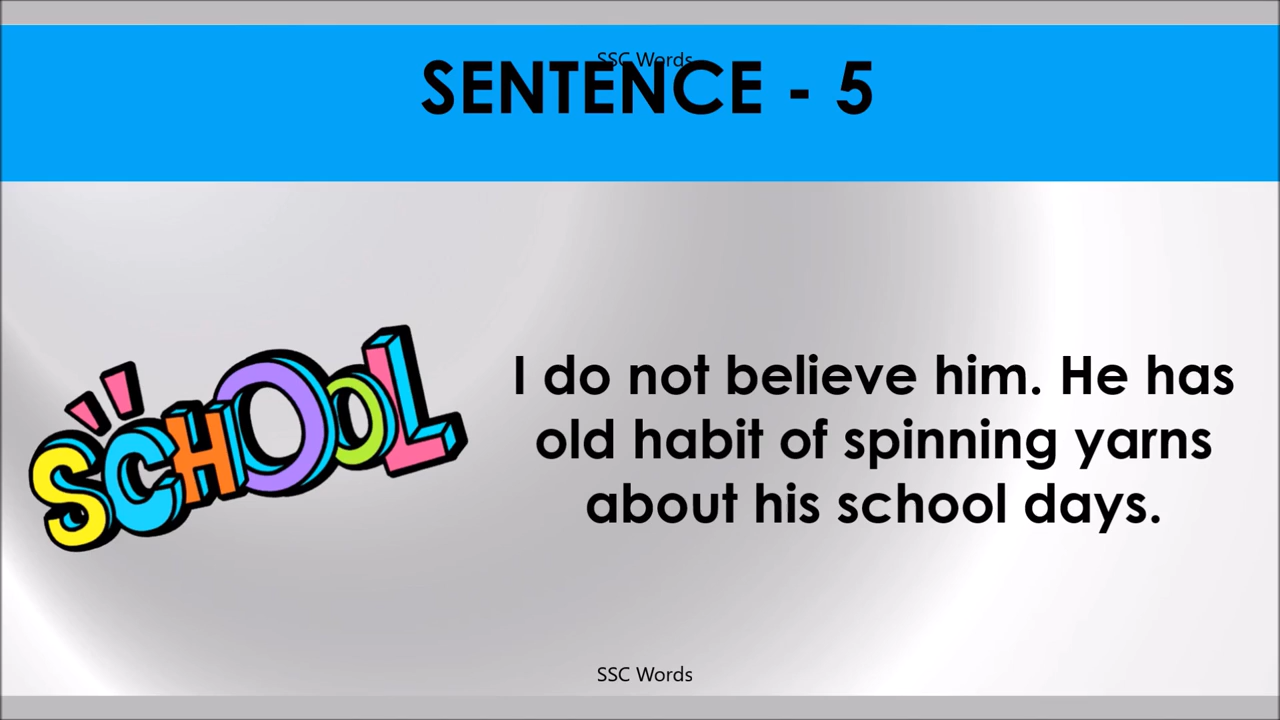 SSC Words
SENTENCE - 5
SCHOOL
I do not believe him. He has
old habit of spinning yarns
about his school days.
SSC Words